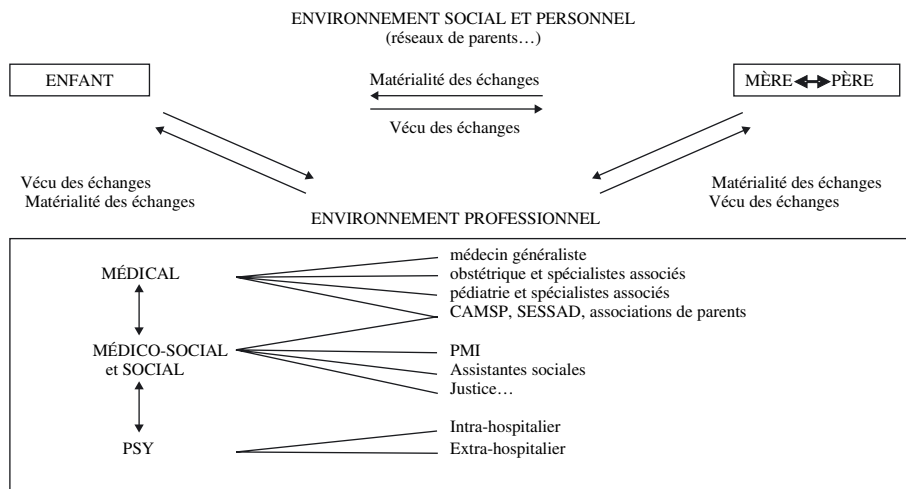 ENVIRONNEMENT SOCIAL ET PERSONNEL
(réseaux de parents…)
ENFANT
Matérialité des échanges
MÈRE PÈRE
Vécu des échanges
Vécu des échanges
Matérialité des échanges
Matérialité des échanges
Vécu des échanges
ENVIRONNEMENT PROFESSIONNEL
MÉDICAL
médecin généraliste
obstétrique et spécialistes associés
pédiatrie et spécialistes associés
CAMSP, SESSAD, associations de parents
MÉDICO-SOCIAL
et SOCIAL
PMI
Assistantes sociales
Justice…
PSY
Intra-hospitalier
Extra-hospitalier